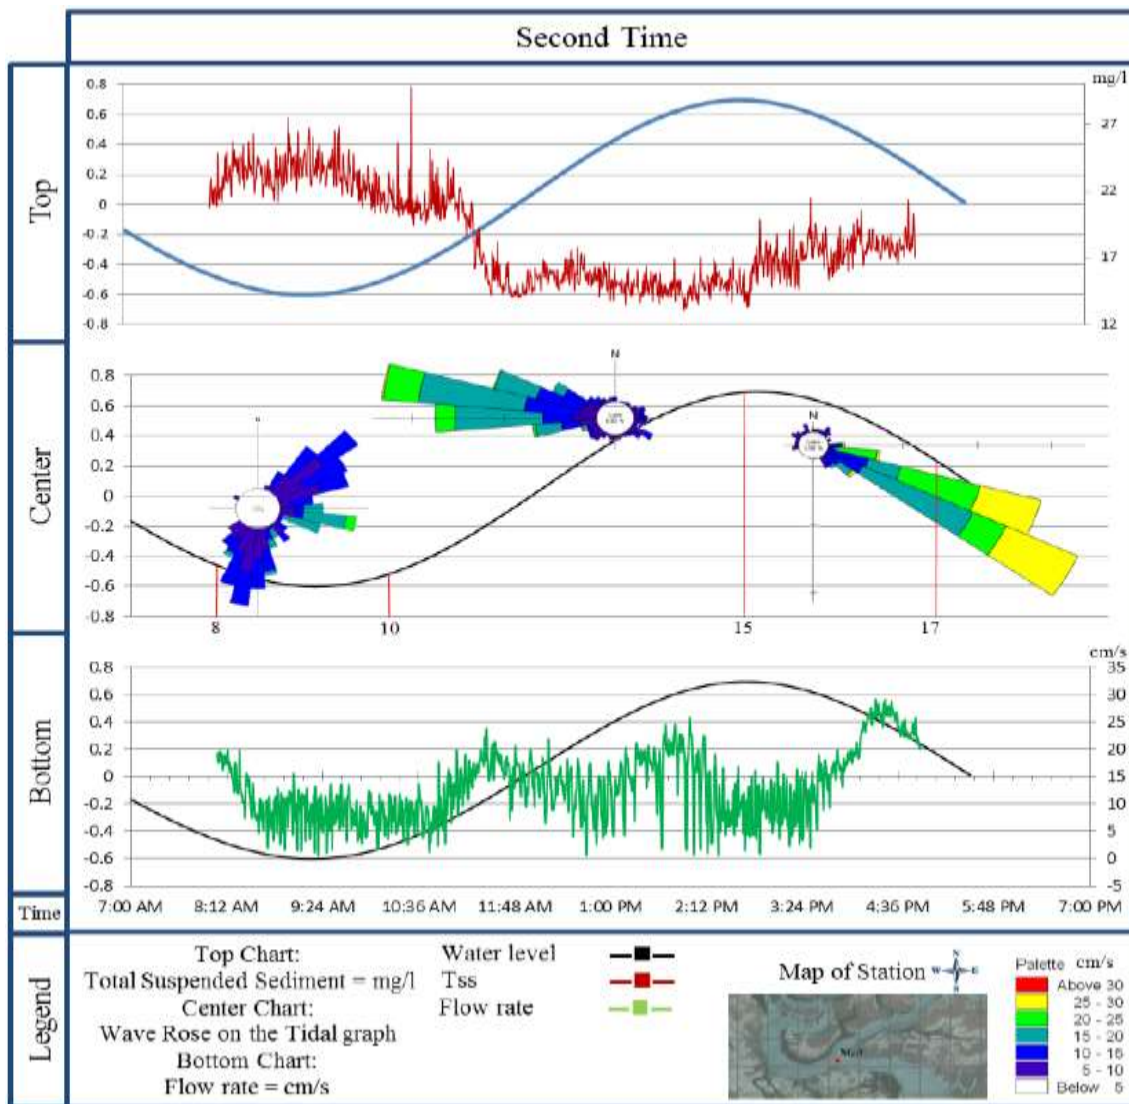 Second Time
Top
mg/l
0.8
0.6
0.4
0.2
0
-0.2
-0.4
-0.6
-0.8
27
22
17
12
Center
0.8
0.6
0.4
0.2
0
-0.2
-0.4
-0.6
-0.8
N
N
8
10
15
17
Bottom
cm/s
0.8
0.6
0.4
0.2
0
-0.2
-0.4
-0.6
-0.8
35
30
25
20
15
10
5
0
-5
Time
7:00 AM 8:12 AM 9:24 AM 10:36 AM 11:48 AM 1:00 PM 2:12 PM 3:24 PM 4:36 PM 5:48 PM 7:00 PM
Legend
Top Chart:
Total Suspended Sediment = mg/l
Center Chart:
Wave Rose on the Tidal graph
Bottom Chart:
Flow rate = cm/s
Water level
Tss
Flow rate
Map of Station
N
W E
S
Palette cm/s
Above 30
25 - 30
20 - 25
15 - 20
10 - 15
5 - 10
Below 5